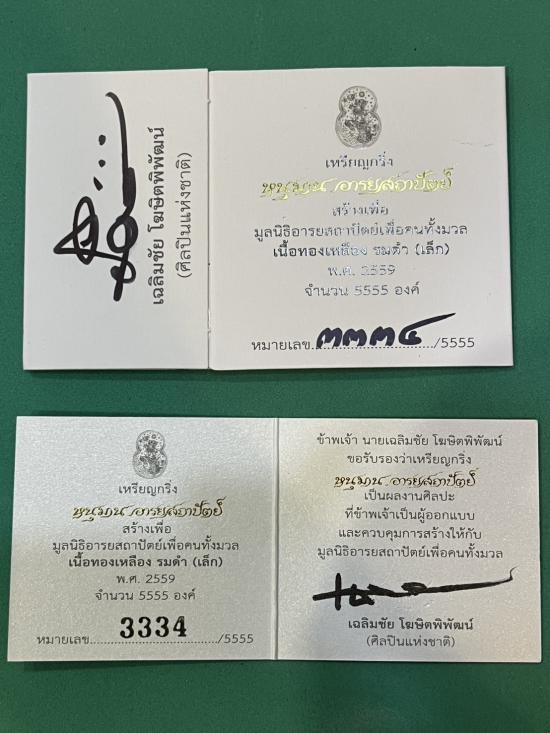 เฉลิมชัย โฆษิตพิพัฒน์
(ศิลปินแห่งชาติ)
เหรียญกริ่ง
หนุมาน อารยสถาปัตย์
สร้างเพื่อ
มูลนิธิอารยสถาปัตย์เพื่อคนทั้งมวล
เนื้อทองเหลือง รมดำ (เล็ก)
พ.ศ. 2559
จำนวน 5555 องค์
หมายเลข ๓๓๓๔ /5555
เหรียญกริ่ง
หนุมาน อารยสถาปัตย์
สร้างเพื่อ
มูลนิธิอารยสถาปัตย์เพื่อคนทั้งมวล
เนื้อทองเหลือง รมดำ (เล็ก)
พ.ศ. 2559
จำนวน 5555 องค์
หมายเลข 3334 /5555
ข้าพเจ้า นายเฉลิมชัย โฆษิตพิพัฒน์
ขอรับรองว่าเหรียญกริ่ง
หนุมาน อารยสถาปัตย์
เป็นผลงานศิลปะ
ที่ข้าพเจ้าเป็นผู้ออกแบบ
และควบคุมการสร้างให้กับ
มูลนิธิอารยสถาปัตย์เพื่อคนทั้งมวล
เฉลิมชัย โฆษิตพิพัฒน์
(ศิลปินแห่งชาติ)